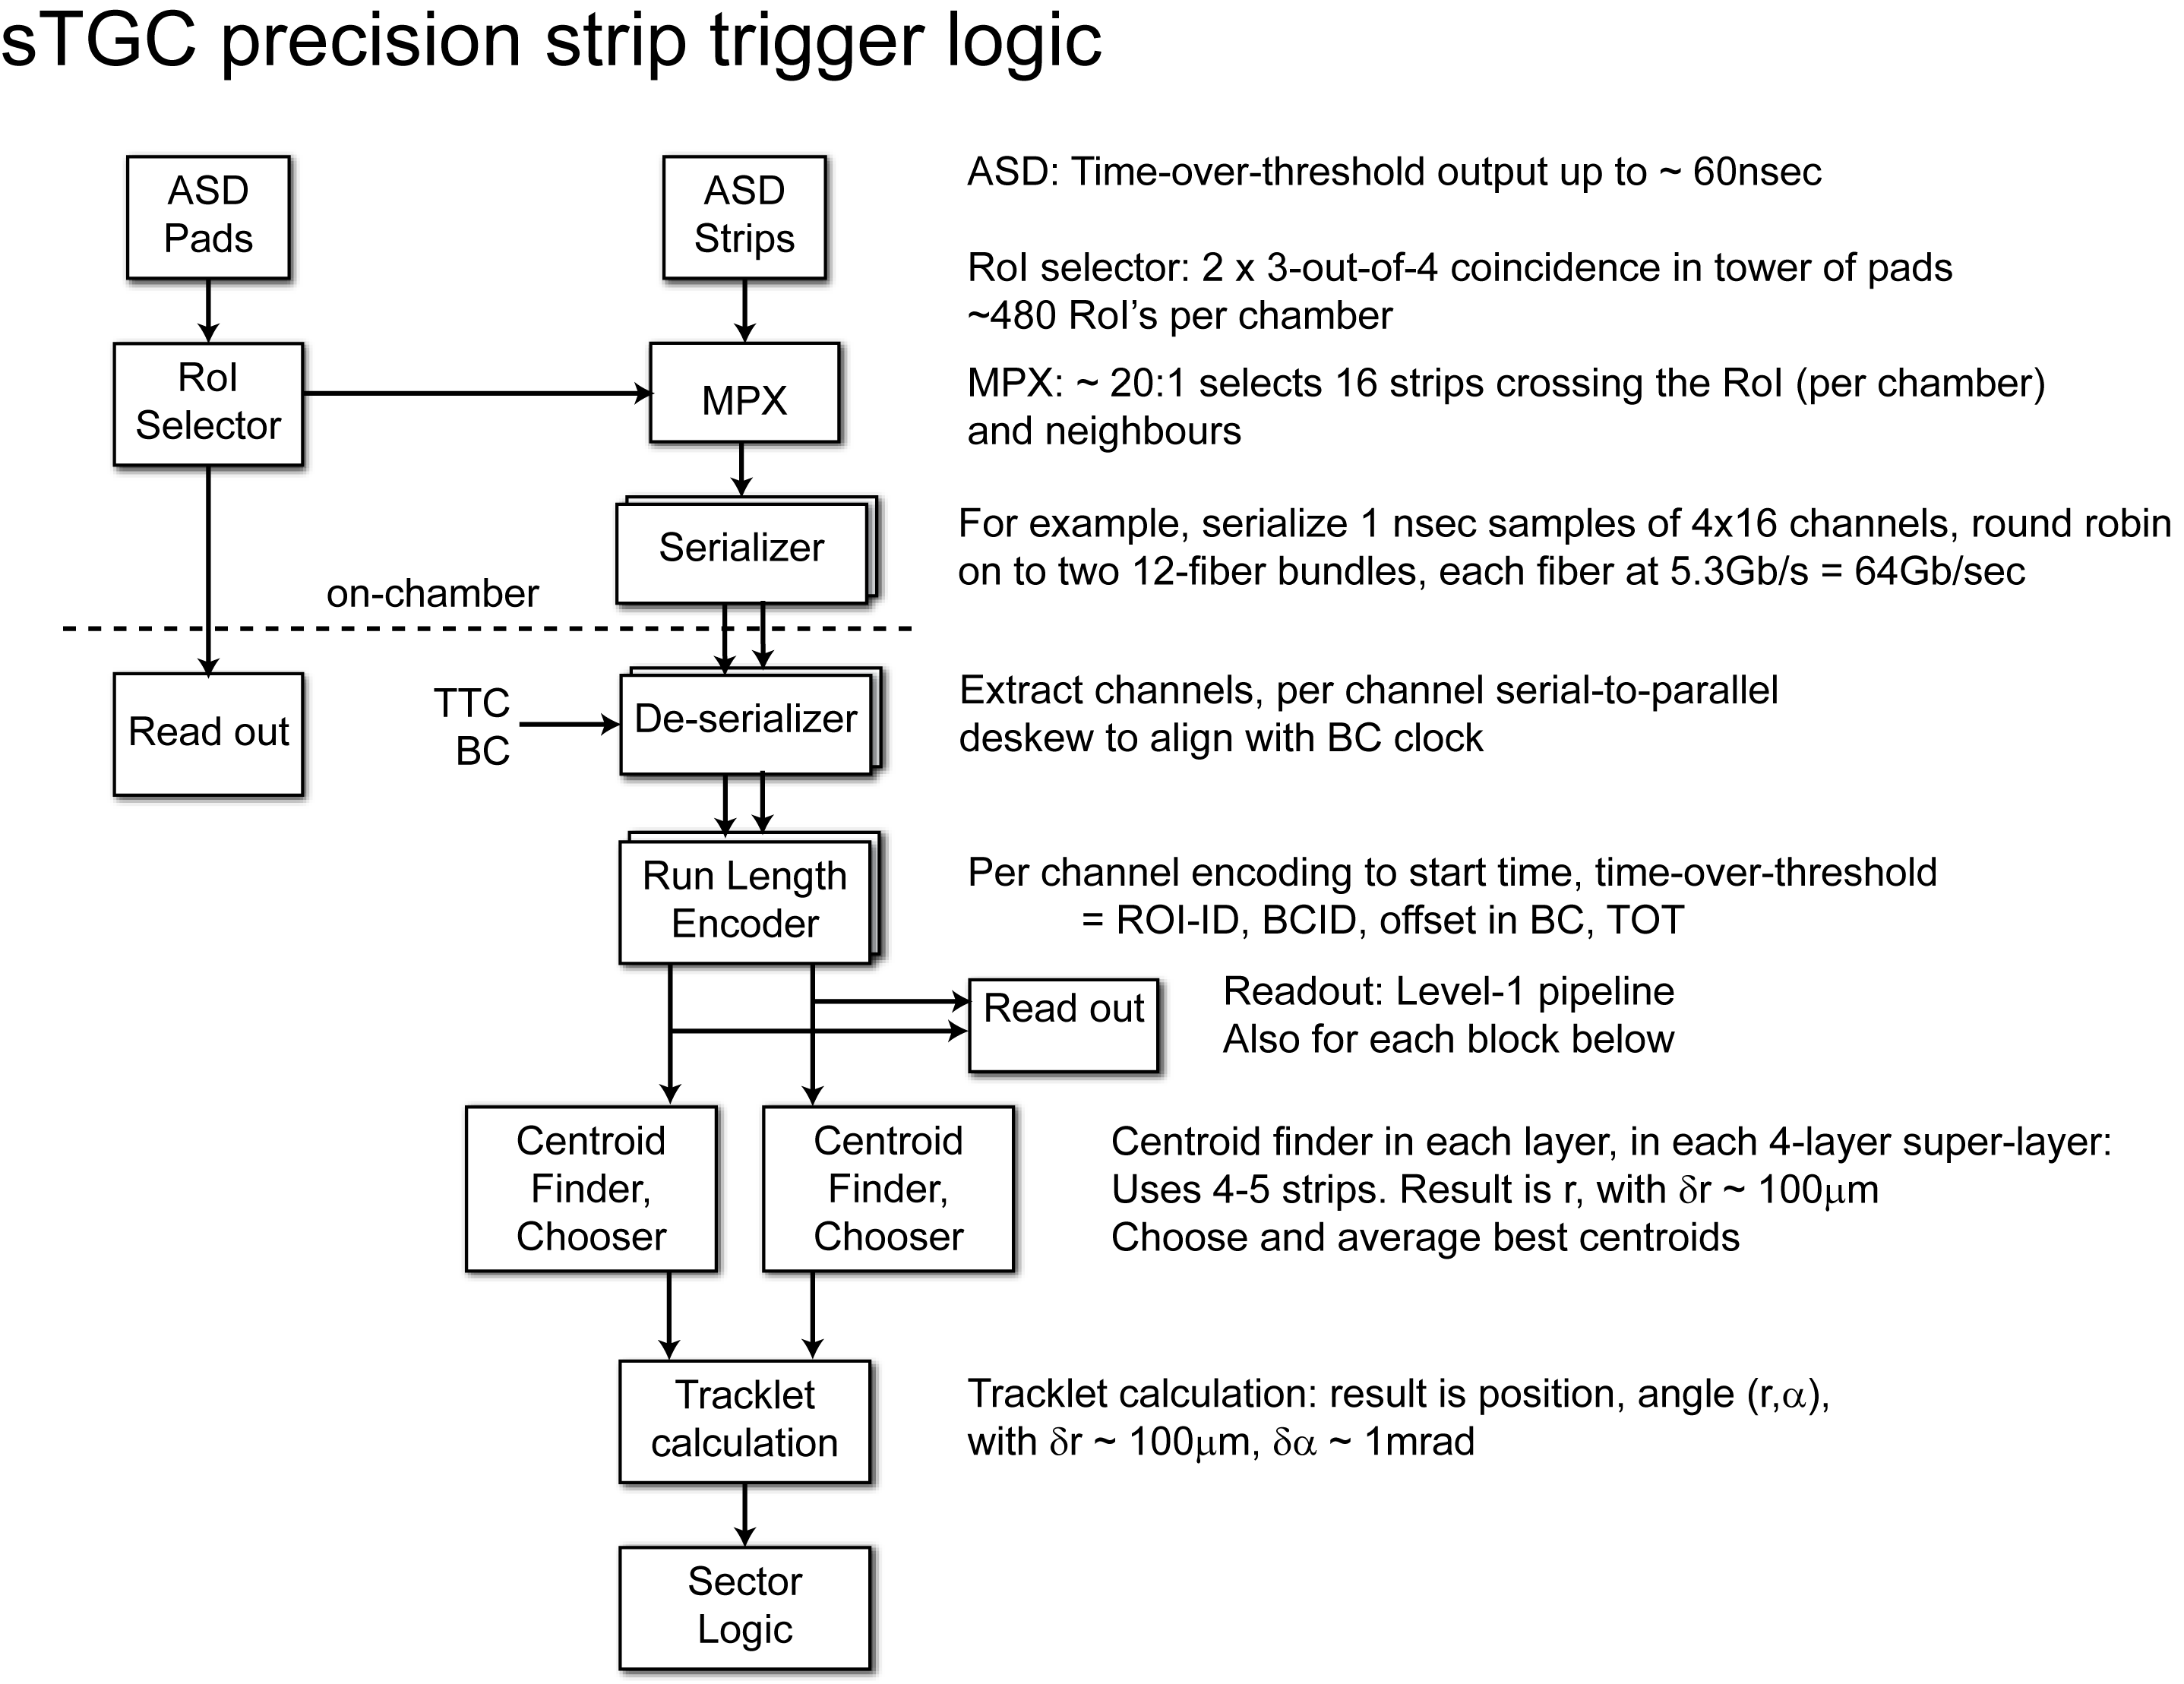 sTGC precision strip trigger logic
ASD
Pads
ASD
Strips
ASD: Time-over-threshold output up to ~ 60nsec
RoI selector: 2 x 3-out-of-4 coincidence in tower of pads
~480 RoI’s per chamber
RoI
Selector
MPX
MPX: ~ 20:1 selects 16 strips crossing the RoI (per chamber)
and neighbours
Serializer
For example, serialize 1 nsec samples of 4x16 channels, round robin
on to two 12-fiber bundles, each fiber at 5.3Gb/s = 64Gb/sec
on-chamber
Read out
TTC
BC
De-serializer
Extract channels, per channel serial-to-parallel
deskew to align with BC clock
Run Length
Encoder
Per channel encoding to start time, time-over-threshold
= ROI-ID, BCID, offset in BC, TOT
Read out
Readout: Level-1 pipeline
Also for each block below
Centroid
Finder,
Chooser
Centroid
Finder,
Chooser
Centroid finder in each layer, in each 4-layer super-layer:
Uses 4-5 strips. Result is r, with δr ~ 100μm
Choose and average best centroids
Tracklet
calculation
Tracklet calculation: result is position, angle (r,α),
with δr ~ 100μm, δα ~ 1mrad
Sector
Logic